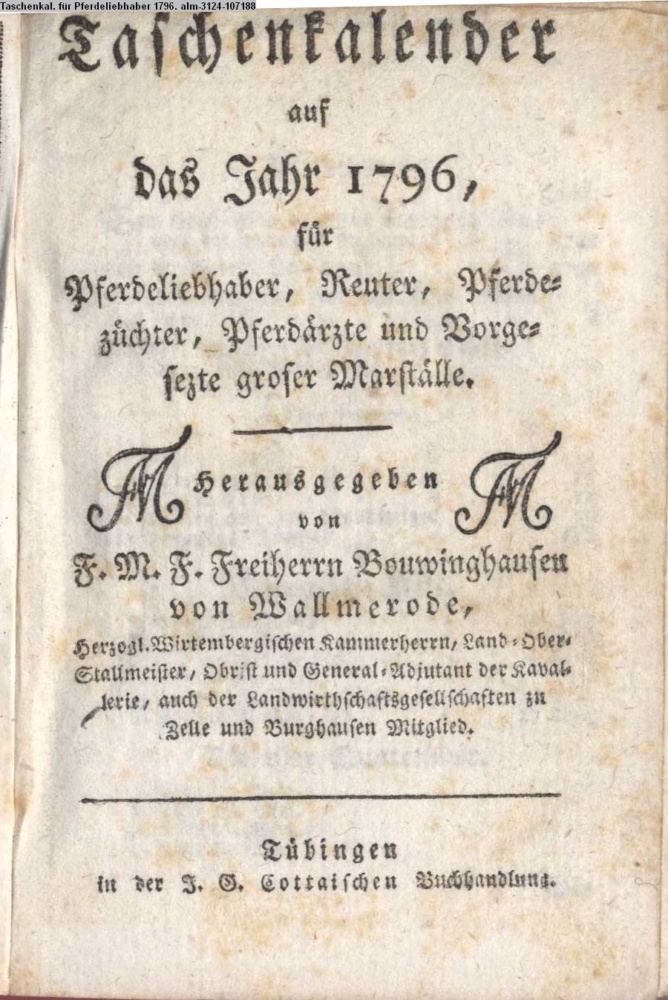 Taschenkal. für Pferdeliebhaber 1796. alm-3124-107188
Taschenkalender
auf
das Jahr 1796,
für
Pferdeliebhaber, Reuter, Pferde-
züchter, Pferdärzte und Vorge-
sezte groser Marställe.
Herausgegeben
von
F. M. F. Freiherrn Bouwinghausen
von Wallmerode,
Herzogl. Wirtembergischen Kammerherrn, Land-Ober-
Stallmeister, Obrist und General-Adjutant der Kaval-
lerie, auch der Landwirthschaftsgesellschaften zu
Zelle und Burghausen Mitglied.
Tübingen
in der J. G. Cottaischen Buchhandlung.